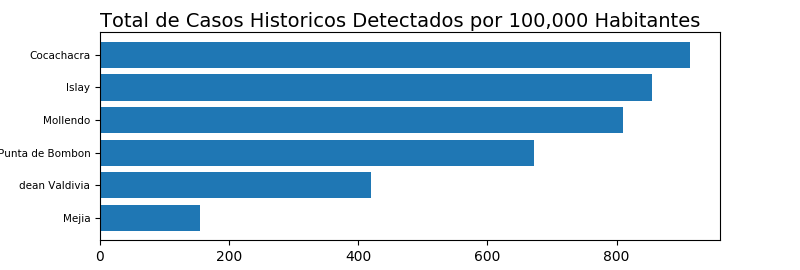 Total de Casos Historicos Detectados por 100,000 Habitantes
Cocachacra
Islay
Mollendo
Punta de Bombon
dean Valdivia
Mejia
0 200 400 600 800